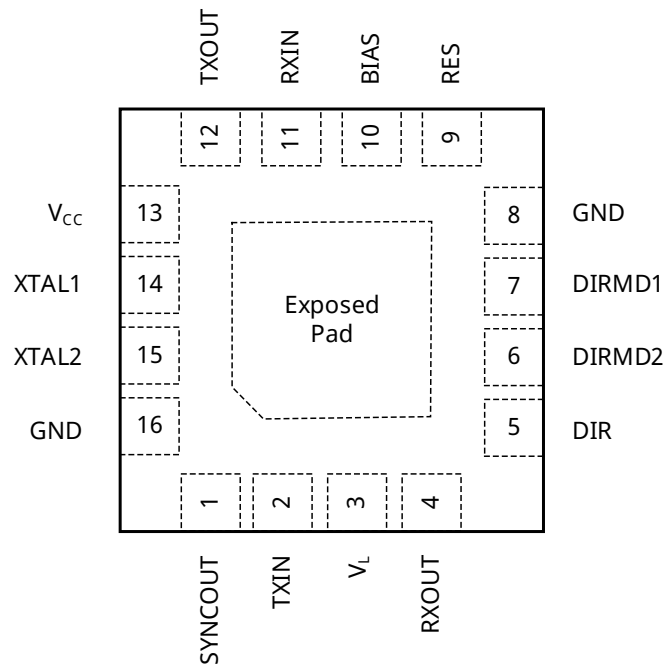 TXOUT
RXIN
BIAS
RES
12
11
10
9
VCC
13
8
GND
XTAL1
14
7
DIRMD1
Exposed
Pad
XTAL2
15
6
DIRMD2
GND
16
5
DIR
1
2
3
4
SYNCOUT
TXIN
VL
RXOUT